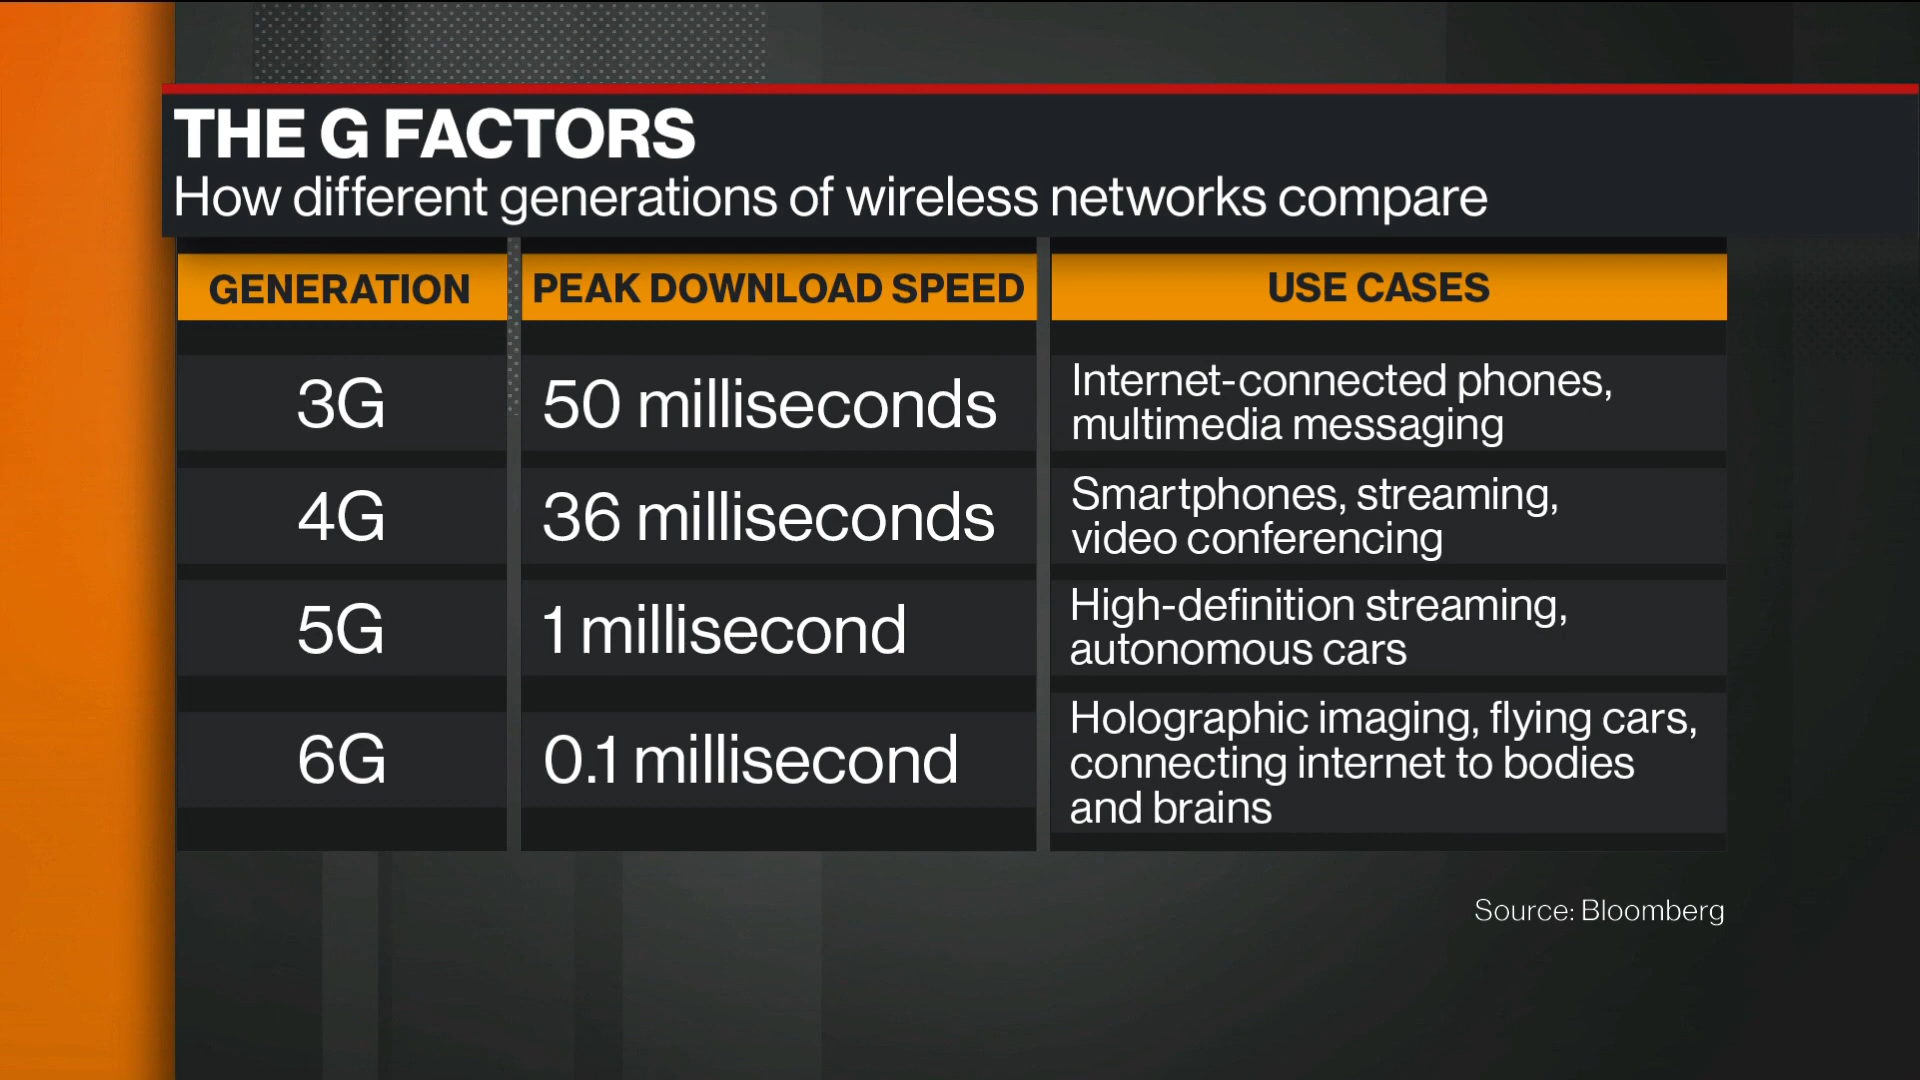 THE G FACTORS
How different generations of wireless networks compare
GENERATION PEAK DOWNLOAD SPEED USE CASES
3G 50 milliseconds Internet-connected phones,
multimedia messaging
4G 36 milliseconds Smartphones, streaming,
video conferencing
5G 1 millisecond High-definition streaming,
autonomous cars
6G 0.1 millisecond Holographic imaging, flying cars,
connecting internet to bodies
and brains
Source: Bloomberg